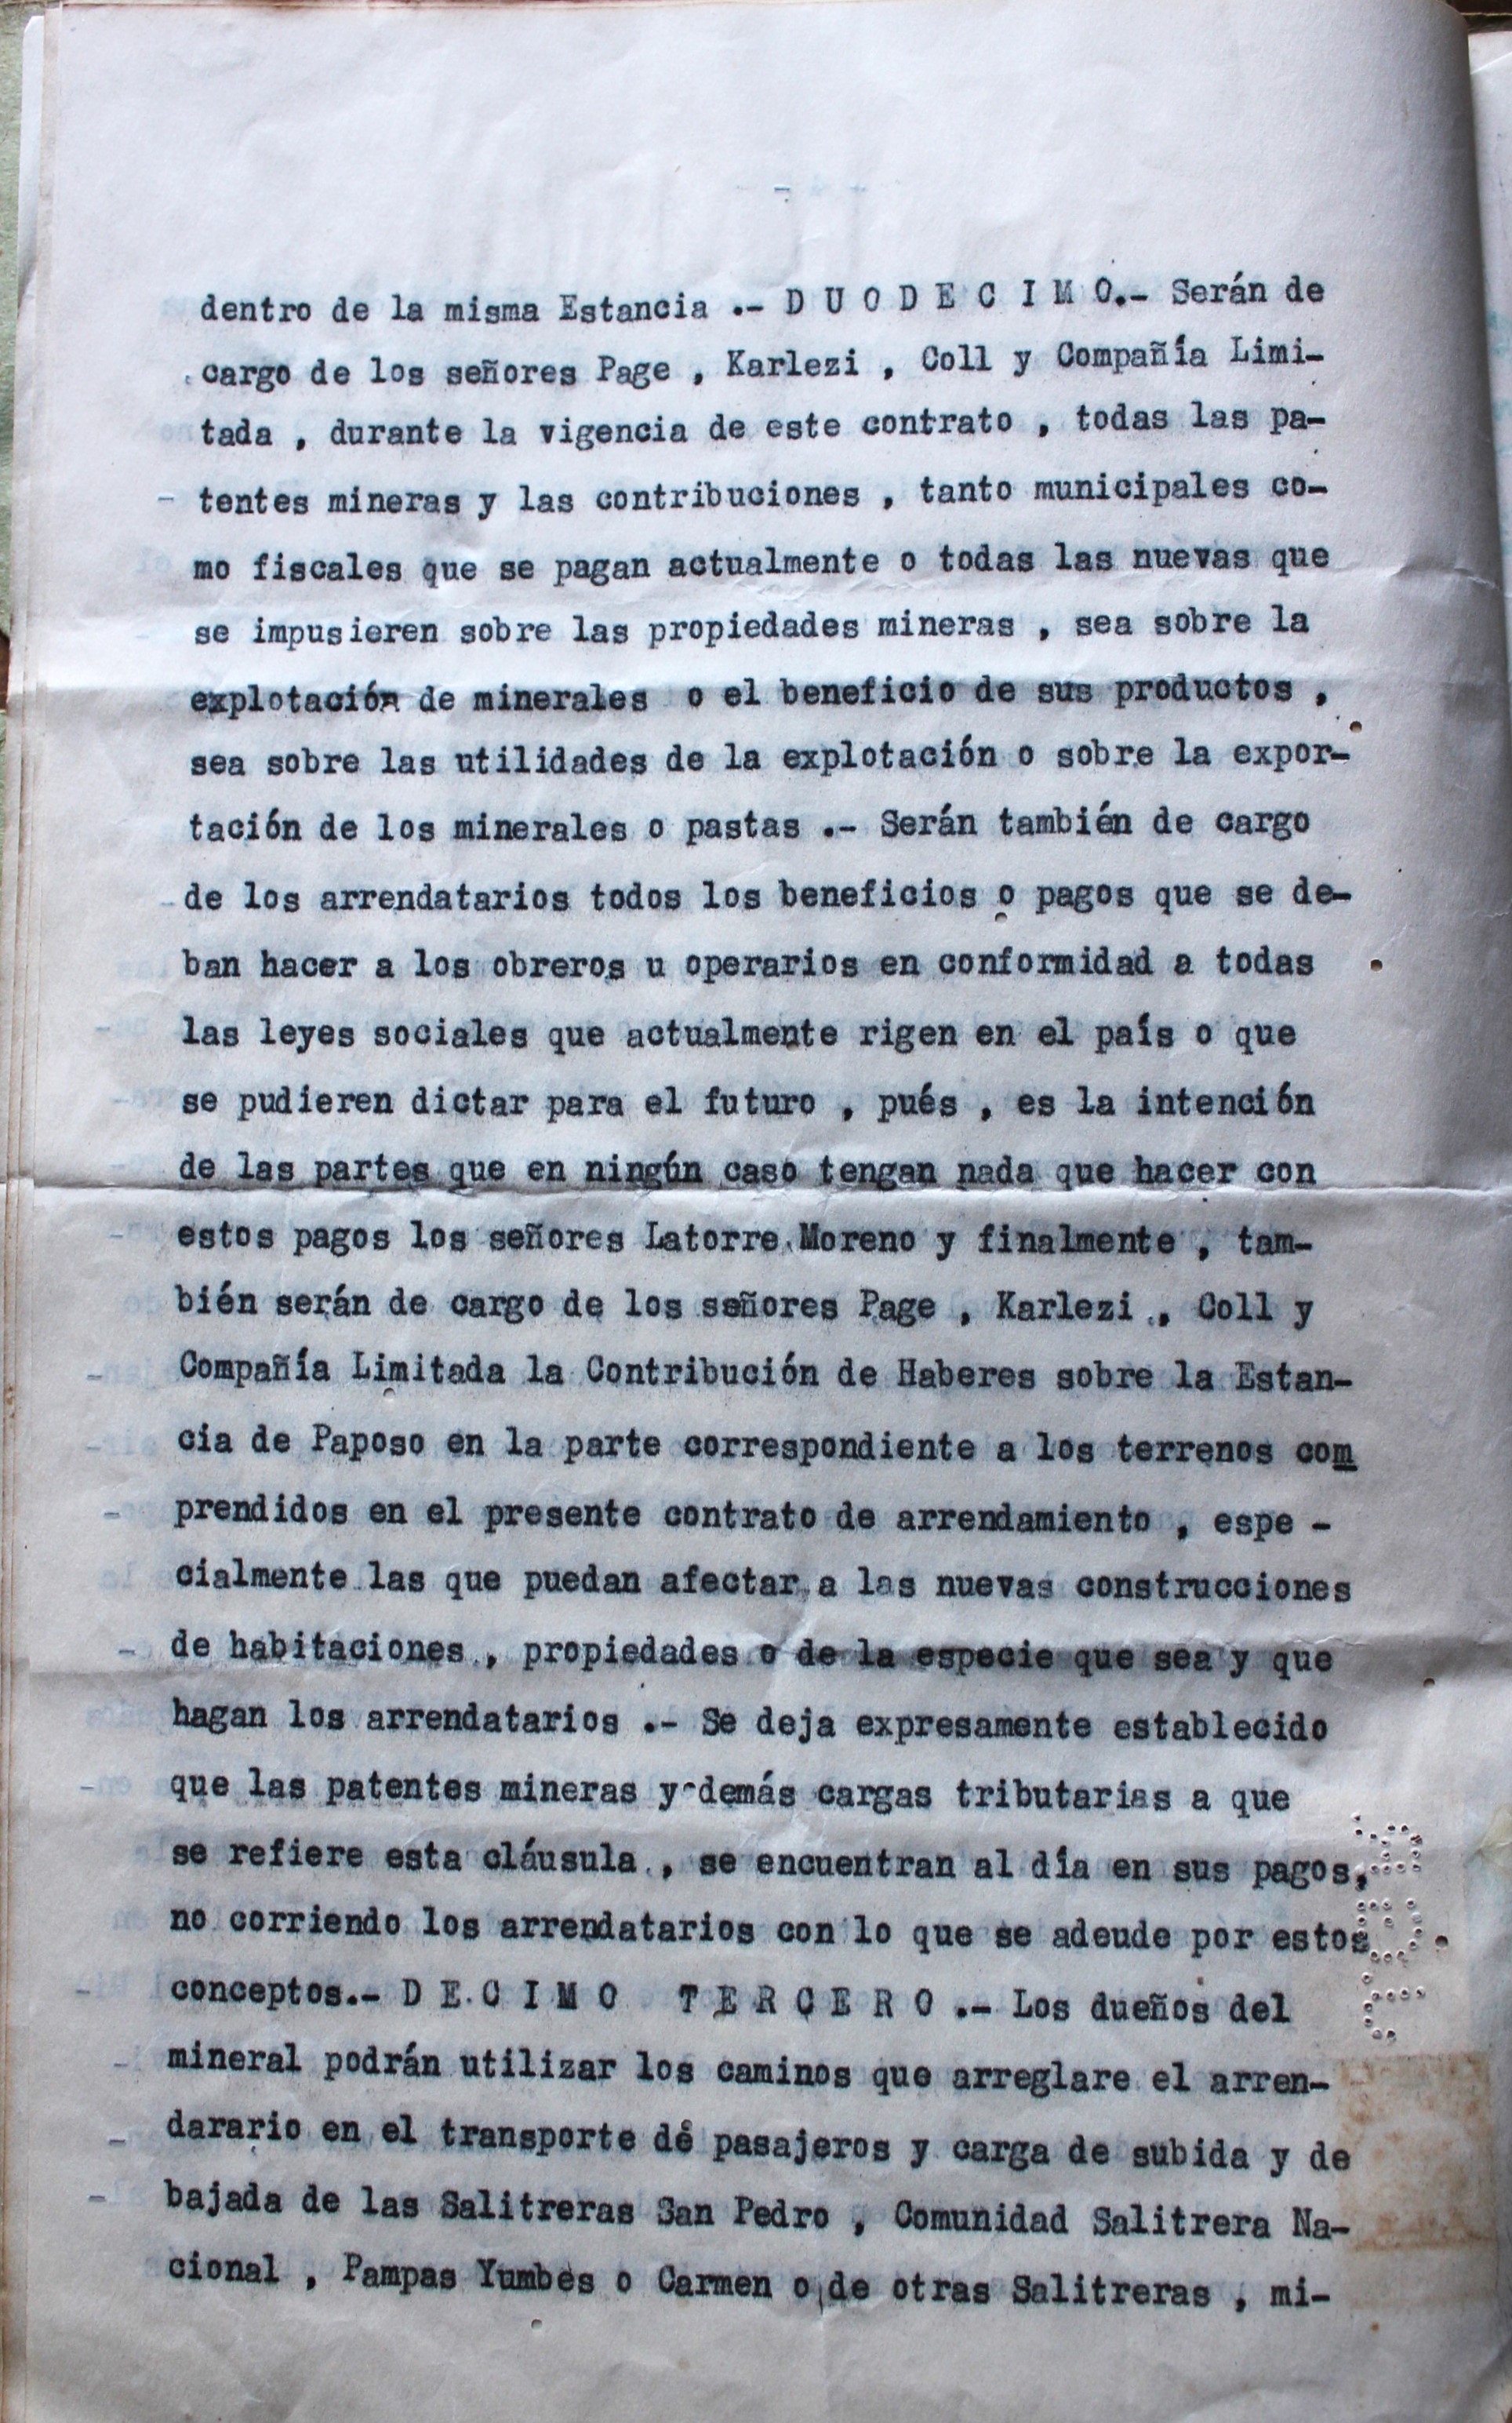 dentro de la misma Estancia .- D U O D E C I M O.- Serán de
cargo de los señores Page , Karlezi , Coll y Compañía Limi-
tada , durante la vigencia de este contrato , todas las pa-
tentes mineras y las contribuciones , tanto municipales co-
mo fiscales que se pagan actualmente o todas las nuevas que
se impusieren sobre las propiedades mineras , sea sobre la
explotación de minerales o el beneficio de sus productos ,
sea sobre las utilidades de la explotación o sobre la expor-
tación de los minerales o pastas .- Serán también de cargo
de los arrendatarios todos los beneficios o pagos que se de-
ban hacer a los obreros u operarios en conformidad a todas
las leyes sociales que actualmente rigen en el país o que
se pudieren dictar para el futuro , pués , es la intención
de las partes que en ningún caso tengan nada que hacer con
estos pagos los señores Latorre Moreno y finalmente , tam-
bién serán de cargo de los señores Page , Karlezi , Coll y
Compañía Limitada la Contribución de Haberes sobre la Estan-
cia de Paposo en la parte correspondiente a los terrenos com
prendidos en el presente contrato de arrendamiento , espe -
cialmente las que puedan afectar a las nuevas construcciones
de habitaciones , propiedades o de la especie que sea y que
hagan los arrendatarios .- Se deja expresamente establecido
que las patentes mineras y demás cargas tributarias a que
se refiere esta cláusula , se encuentran al día en sus pagos,
no corriendo los arrendatarios con lo que se adeude por estos
conceptos.- D E C I M O T E R C E R O .- Los dueños del
mineral podrán utilizar los caminos que arreglare el arren-
darario en el transporte de pasajeros y carga de subida y de
bajada de las Salitreras San Pedro , Comunidad Salitrera Na-
cional , Pampas Yumbes o Carmen o de otras Salitreras , mi-